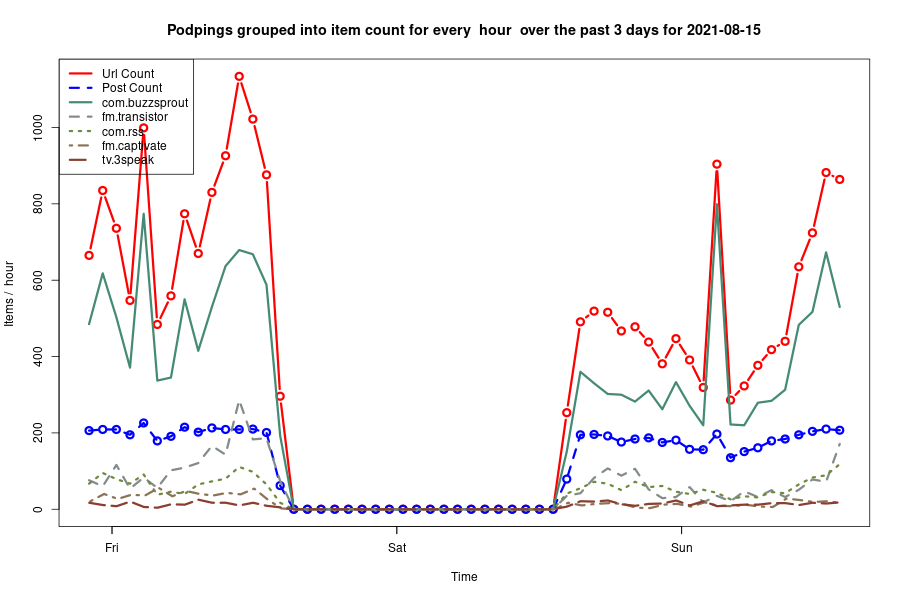 Podpings grouped into item count for every  hour  over the past 3 days for 2021-08-15
Url Count
Post Count
com.buzzsprout
fm.transistor
com.rss
fm.captivate
tv.3speak
Items /  hour
1000
800
600
400
200
0
Fri
Sat
Sun
Time